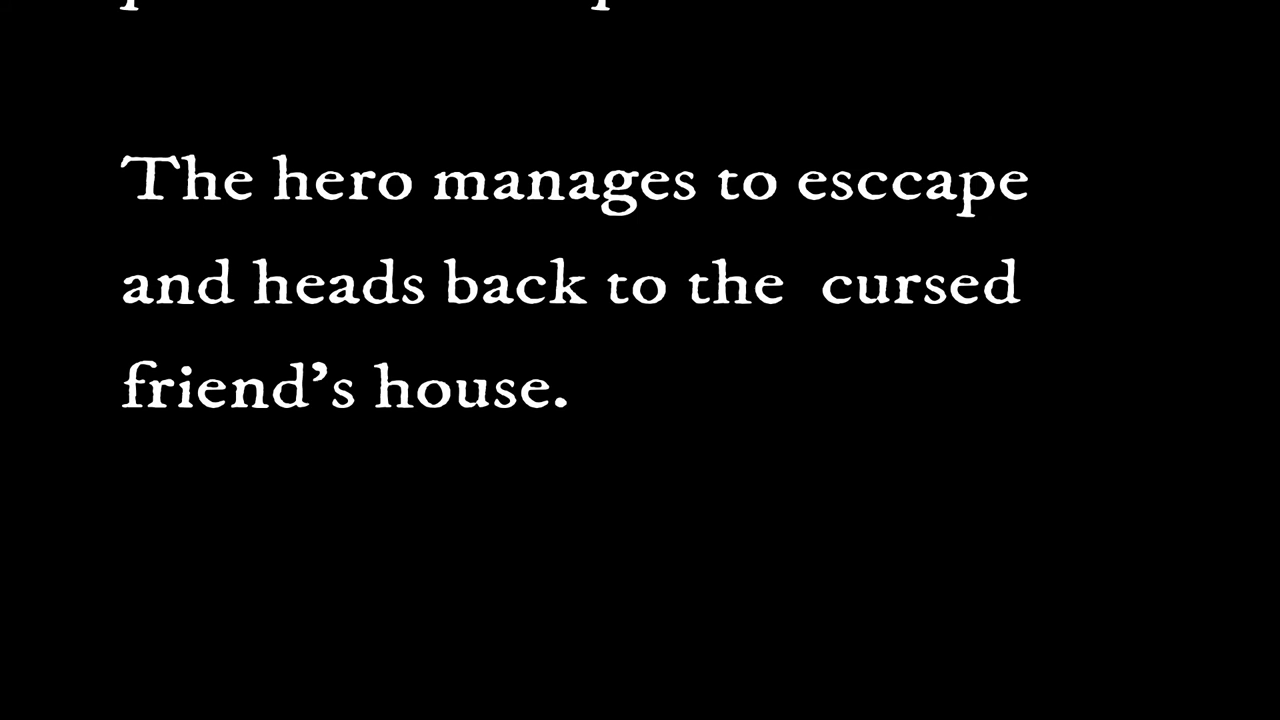 The hero manages to esccape
and heads back to the  cursed
friend’s house.